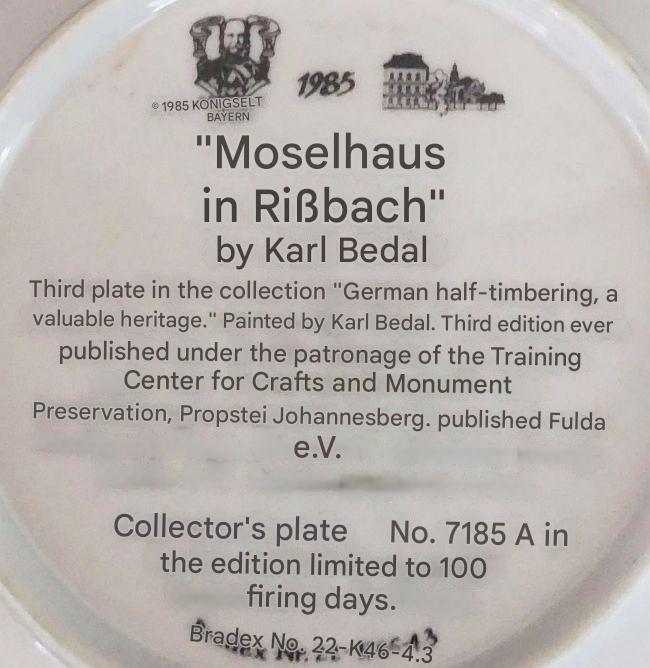 1985
© 1985 KÖNIGSELT
BAYERN
"Moselhaus
in Rißbach"
by Karl Bedal
Third plate in the collection "German half-timbering, a
valuable heritage." Painted by Karl Bedal. Third edition ever
published under the patronage of the Training
Center for Crafts and Monument
Preservation, Propstei Johannesberg. published Fulda
e.V.
Collector's plate No. 7185 A in
the edition limited to 100
firing days.
Bradex No. 22-K46-4.3